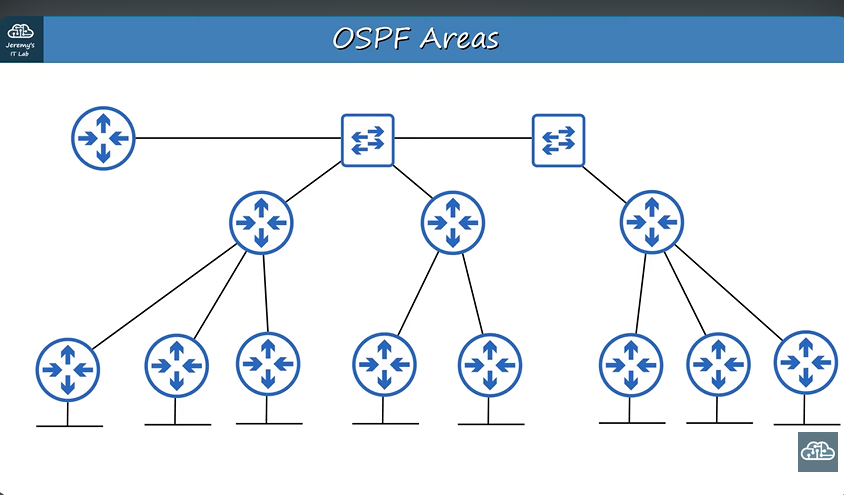 OSPF Areas
Jeremy's
IT Lab